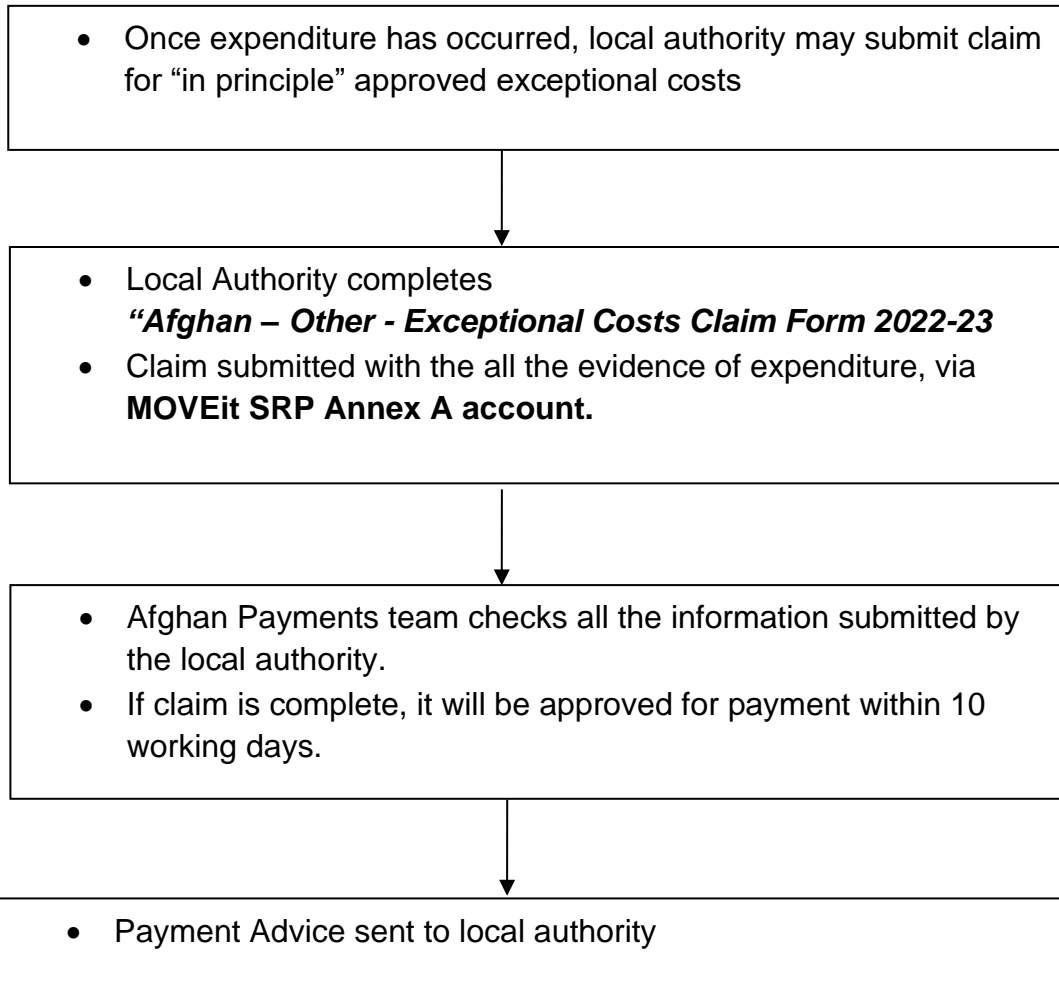 • Once expenditure has occurred, local authority may submit claim
for “in principle” approved exceptional costs
• Local Authority completes
“Afghan – Other - Exceptional Costs Claim Form 2022-23
• Claim submitted with the all the evidence of expenditure, via
MOVEit SRP Annex A account.
• Afghan Payments team checks all the information submitted by
the local authority.
• If claim is complete, it will be approved for payment within 10
working days.
• Payment Advice sent to local authority